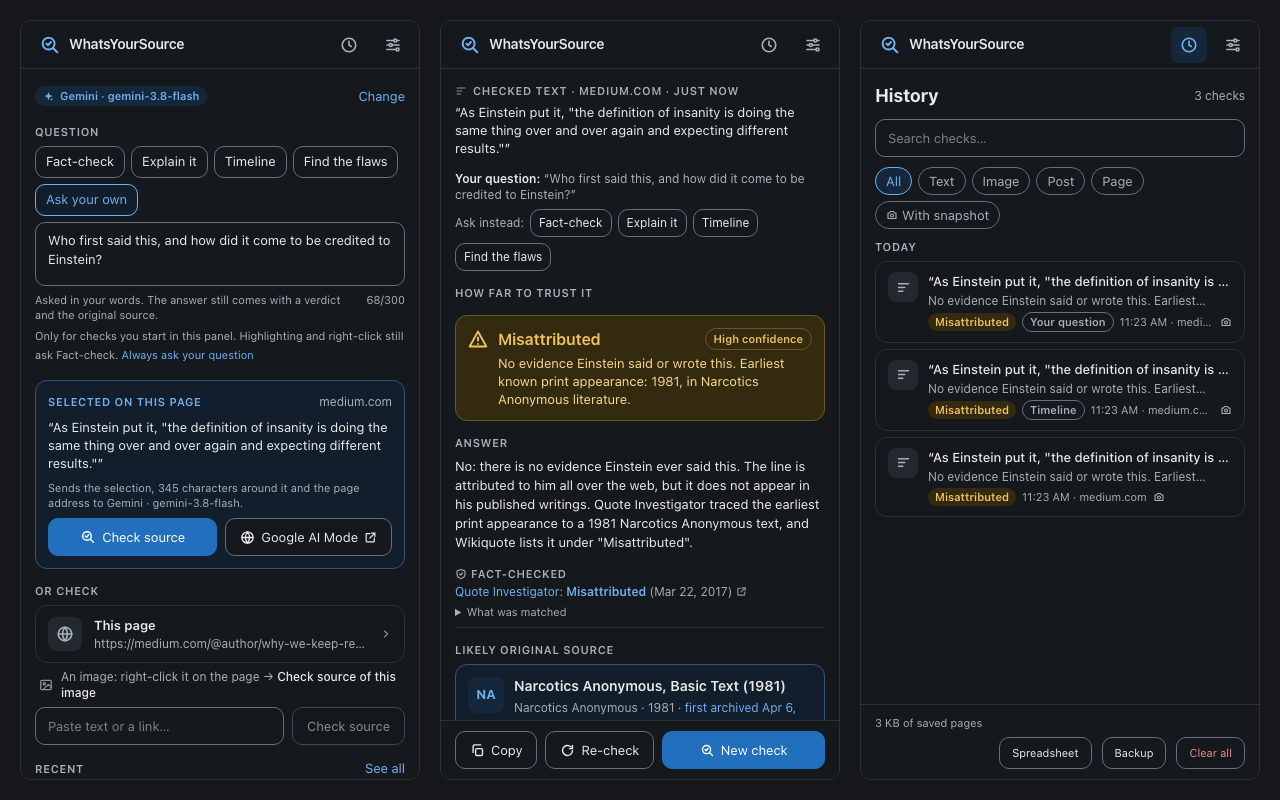 WhatsYourSource
Gemini · gemini-3.8-flash
Change
QUESTION
Fact-check
Explain it
Timeline
Find the flaws
Ask your own
Who first said this, and how did it come to be credited to
Einstein?
Asked in your words. The answer still comes with a verdict
and the original source.
68/300
Only for checks you start in this panel. Highlighting and right-click still
ask Fact-check. Always ask your question
SELECTED ON THIS PAGE
medium.com
“As Einstein put it, "the definition of insanity is doing the
same thing over and over again and expecting different
results."”
Sends the selection, 345 characters around it and the page
address to Gemini · gemini-3.8-flash.
Check source
Google AI Mode
OR CHECK
This page
https://medium.com/@author/why-we-keep-re...
An image: right-click it on the page → Check source of this
image
Paste text or a link...
Check source
RECENT
See all
WhatsYourSource
CHECKED TEXT · MEDIUM.COM · JUST NOW
“As Einstein put it, "the definition of insanity is doing the
same thing over and over again and expecting different
results."”
Your question: “Who first said this, and how did it come to be
credited to Einstein?”
Ask instead:
Fact-check
Explain it
Timeline
Find the flaws
HOW FAR TO TRUST IT
Misattributed
High confidence
No evidence Einstein said or wrote this. Earliest
known print appearance: 1981, in Narcotics
Anonymous literature.
ANSWER
No: there is no evidence Einstein ever said this. The line is
attributed to him all over the web, but it does not appear in
his published writings. Quote Investigator traced the earliest
print appearance to a 1981 Narcotics Anonymous text, and
Wikiquote lists it under "Misattributed".
FACT-CHECKED
Quote Investigator: Misattributed (Mar 22, 2017)
What was matched
LIKELY ORIGINAL SOURCE
NA
Narcotics Anonymous, Basic Text (1981)
Narcotics Anonymous · 1981 · first archived Apr 6,
Copy
Re-check
New check
WhatsYourSource
History
3 checks
Search checks...
All
Text
Image
Post
Page
With snapshot
TODAY
“As Einstein put it, "the definition of insanity is ...
No evidence Einstein said or wrote this. Earliest...
Misattributed
Your question
11:23 AM · medi...
“As Einstein put it, "the definition of insanity is ...
No evidence Einstein said or wrote this. Earliest...
Misattributed
Timeline
11:23 AM · medium.c...
“As Einstein put it, "the definition of insanity is ...
No evidence Einstein said or wrote this. Earliest...
Misattributed
11:23 AM · medium.com
3 KB of saved pages
Spreadsheet
Backup
Clear all